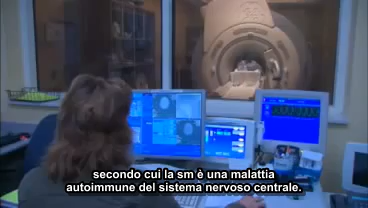 secondo cui la sm è una malattia
autoimmune del sistema nervoso centrale.